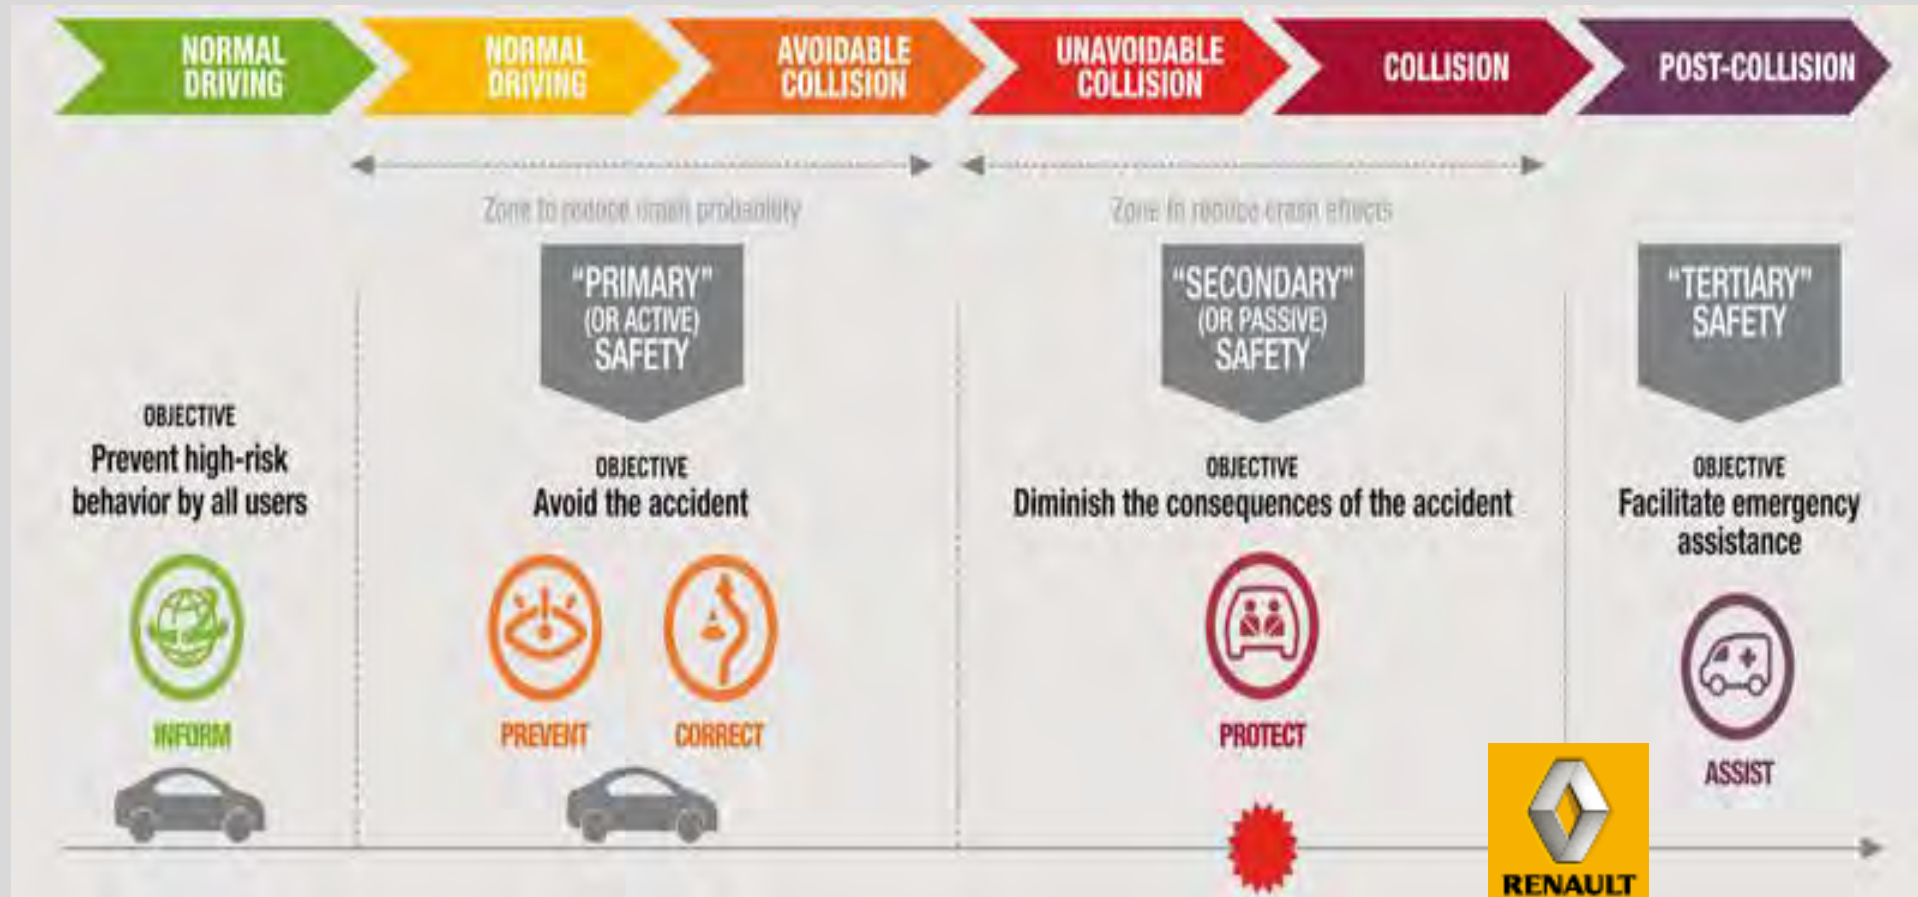 NORMAL
DRIVING
NORMAL
DRIVING
AVOIDABLE
COLLISION
UNAVOIDABLE
COLLISION
COLLISION
POST-COLLISION
Zone to reduce crash probability
Zone to reduce crash effects
"PRIMARY"
(OR ACTIVE)
SAFETY
"SECONDARY"
(OR PASSIVE)
SAFETY
"TERTIARY"
SAFETY
OBJECTIVE
Prevent high-risk
behavior by all users
OBJECTIVE
Avoid the accident
OBJECTIVE
Diminish the consequences of the accident
OBJECTIVE
Facilitate emergency
assistance
INFORM
PREVENT
CORRECT
PROTECT
ASSIST
RENAULT